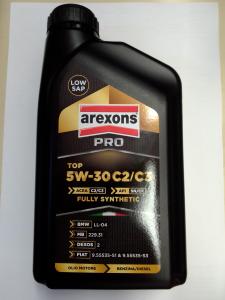 LOW
SAP
arexons
PRO
TOP
5W-30 C2/C3
ACEA C2/C3 API SN/CF
FULLY SYNTHETIC
BMW LL-04
MB 229.31
DEXOS 2
FIAT 9.55535-S1 & 9.55535-S3
OLIO MOTORE BENZINA/DIESEL